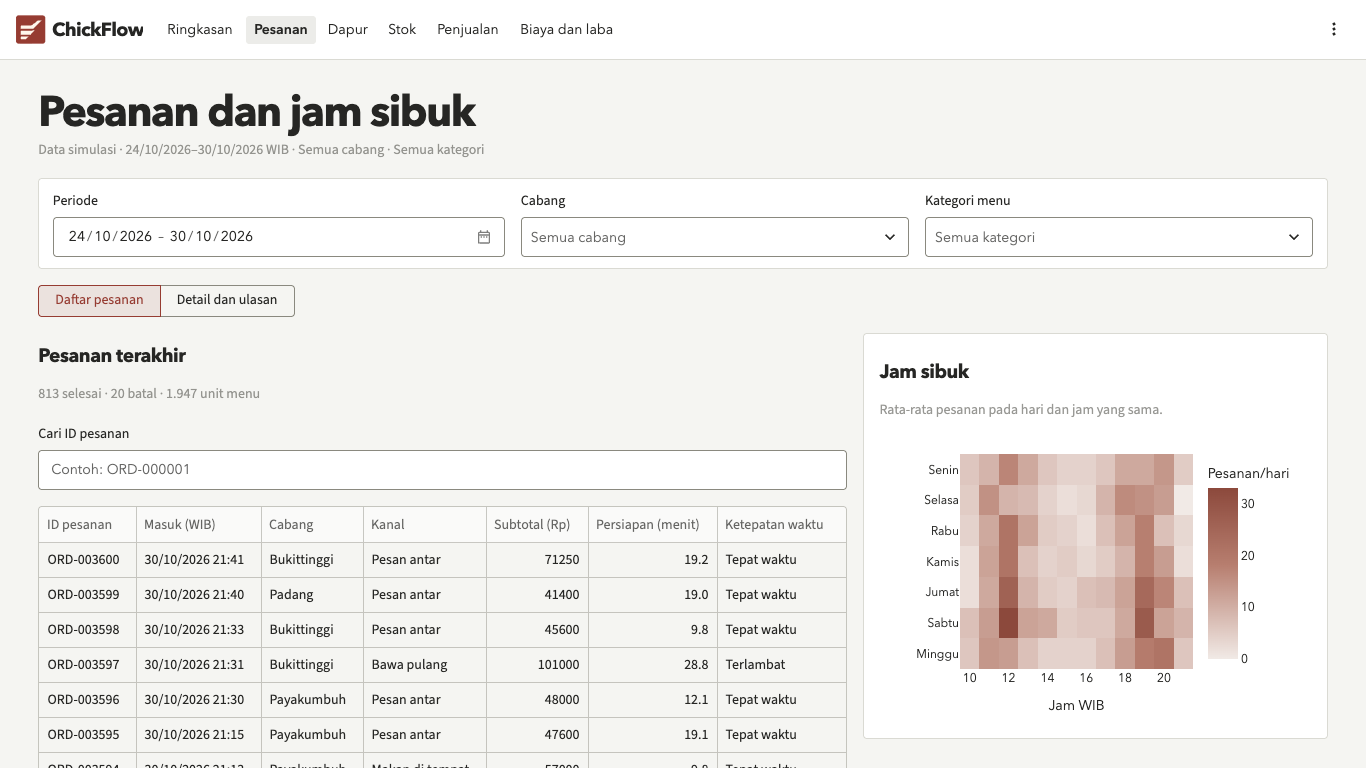 ChickFlow Ringkasan Pesanan Dapur Stok Penjualan Biaya dan laba
Pesanan dan jam sibuk
Data simulasi · 24/10/2026–30/10/2026 WIB · Semua cabang · Semua kategori
Periode Cabang Kategori menu
24/10/2026 – 30/10/2026 Semua cabang Semua kategori
Daftar pesanan Detail dan ulasan
Pesanan terakhir
813 selesai · 20 batal · 1.947 unit menu
Cari ID pesanan
Contoh: ORD-000001
ID pesanan Masuk (WIB) Cabang Kanal Subtotal (Rp) Persiapan (menit) Ketepatan waktu
ORD-003600 30/10/2026 21:41 Bukittinggi Pesan antar 71250 19.2 Tepat waktu
ORD-003599 30/10/2026 21:40 Padang Pesan antar 41400 19.0 Tepat waktu
ORD-003598 30/10/2026 21:33 Bukittinggi Pesan antar 45600 9.8 Tepat waktu
ORD-003597 30/10/2026 21:31 Bukittinggi Bawa pulang 101000 28.8 Terlambat
ORD-003596 30/10/2026 21:30 Payakumbuh Pesan antar 48000 12.1 Tepat waktu
ORD-003595 30/10/2026 21:15 Payakumbuh Pesan antar 47600 19.1 Tepat waktu
Jam sibuk
Rata-rata pesanan pada hari dan jam yang sama.
Senin
Selasa
Rabu
Kamis
Jumat
Sabtu
Minggu
10 12 14 16 18 20
Jam WIB
Pesanan/hari
30
20
10
0